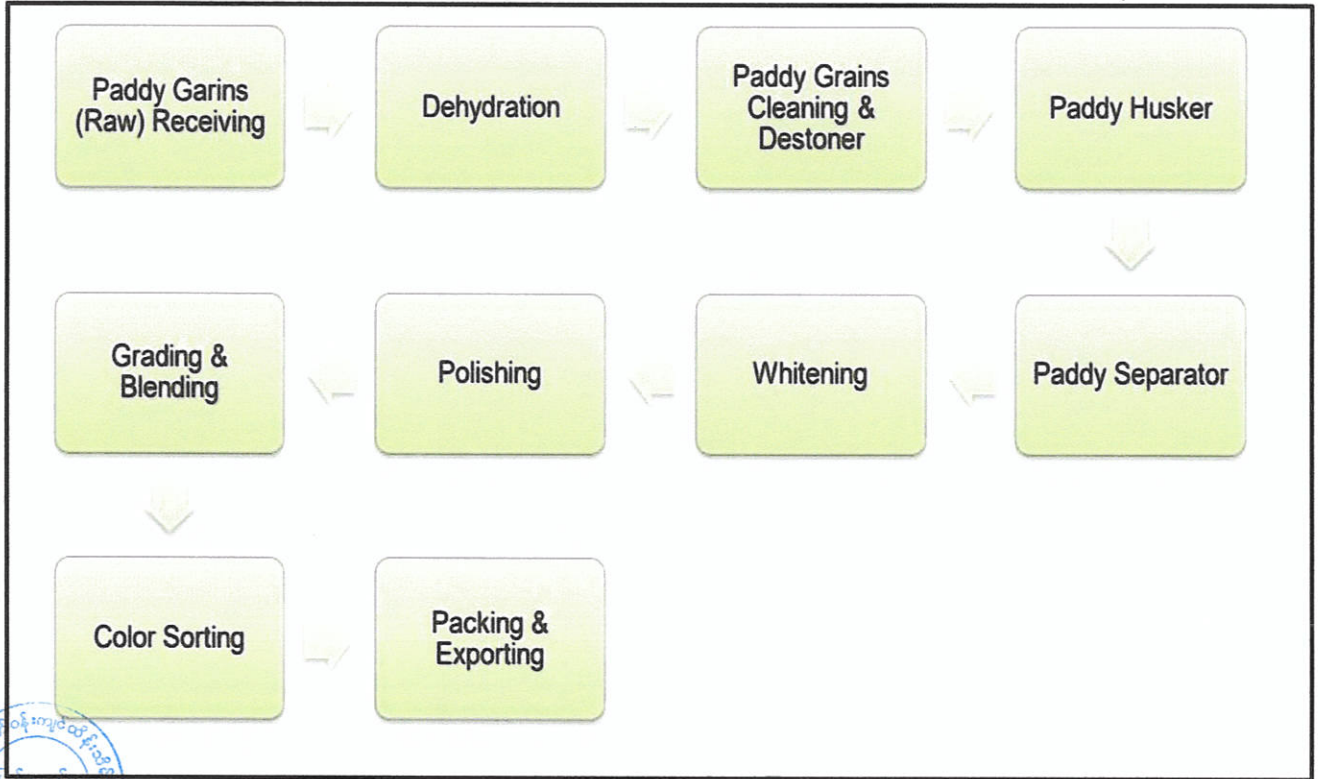 Paddy Garins
(Raw) Receiving
Dehydration
Paddy Grains
Cleaning &
Destoner
Paddy Husker
Paddy Separator
Whitening
Polishing
Grading &
Blending
Color Sorting
Packing &
Exporting